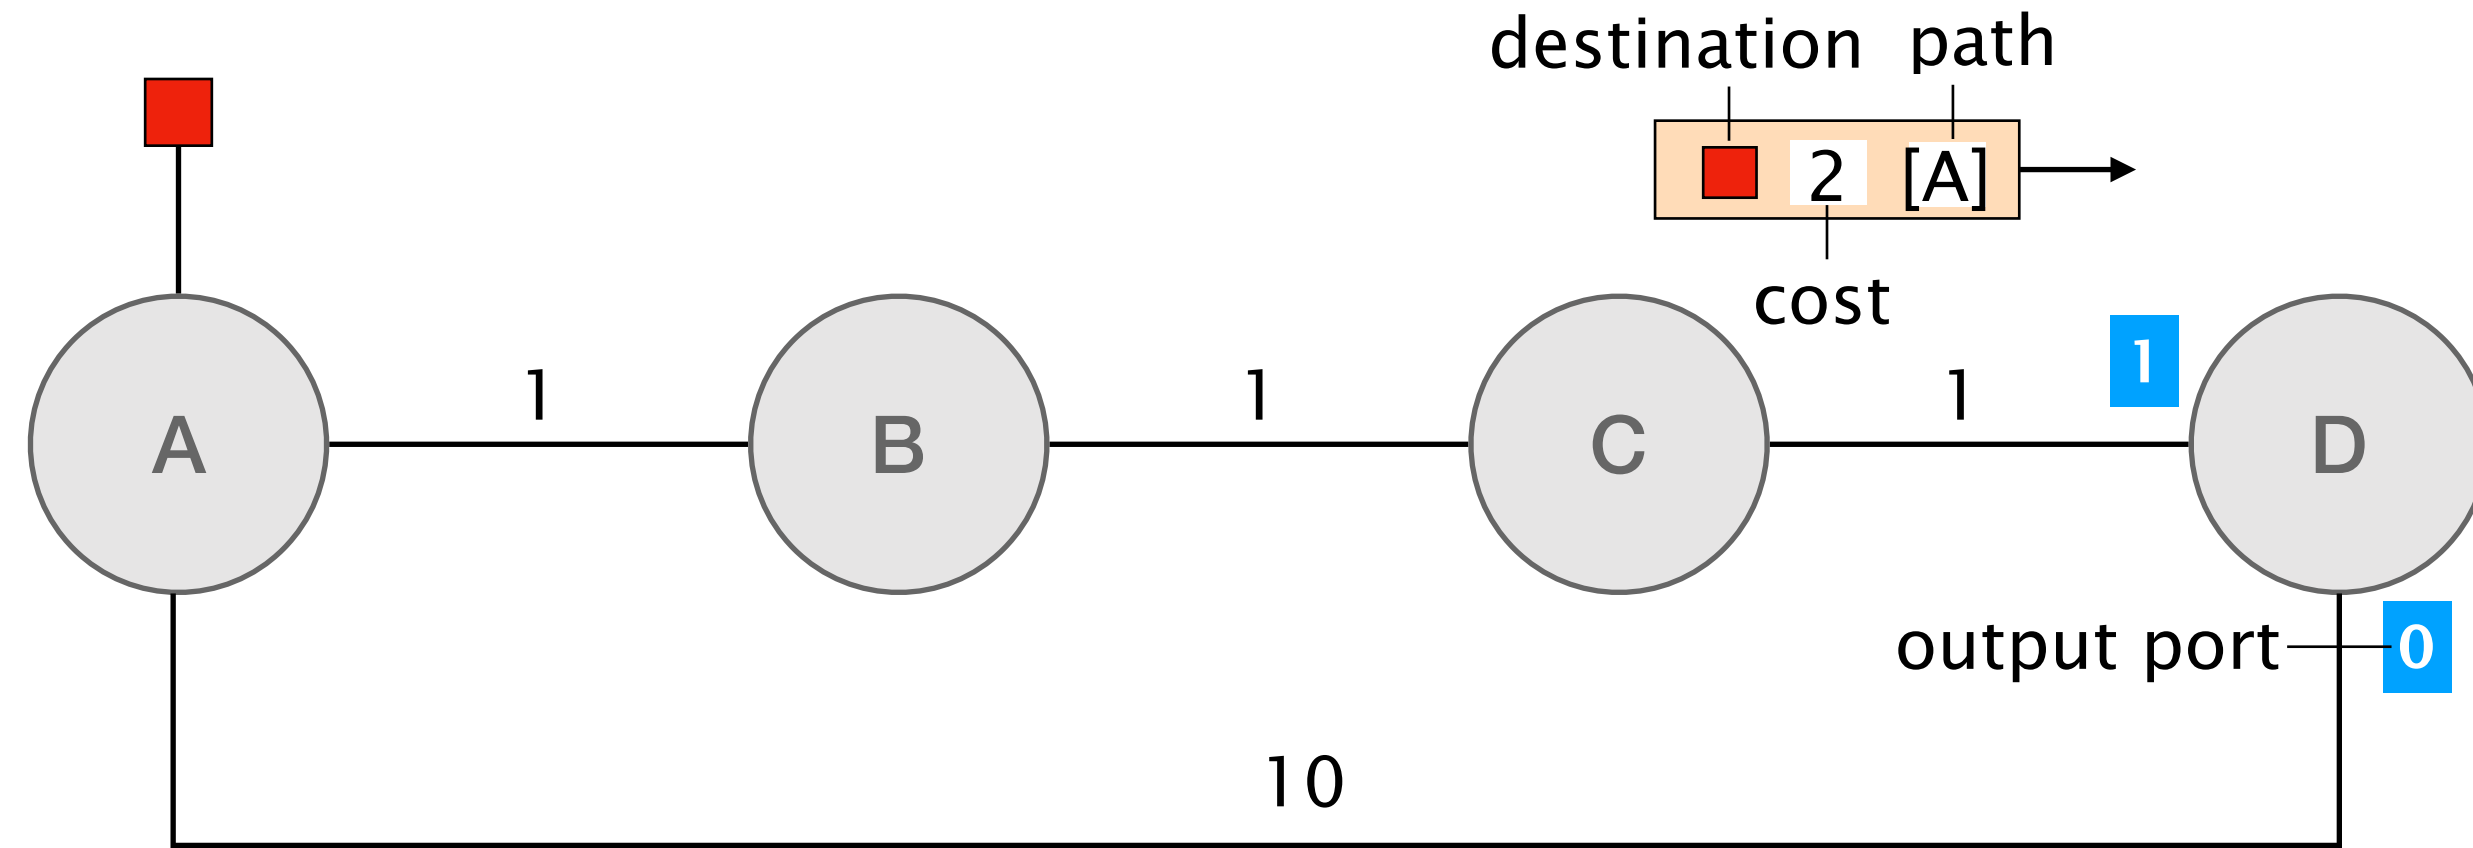 destination path
2 [A]
cost
1
1
1
1
A
B
C
D
output port
0
10